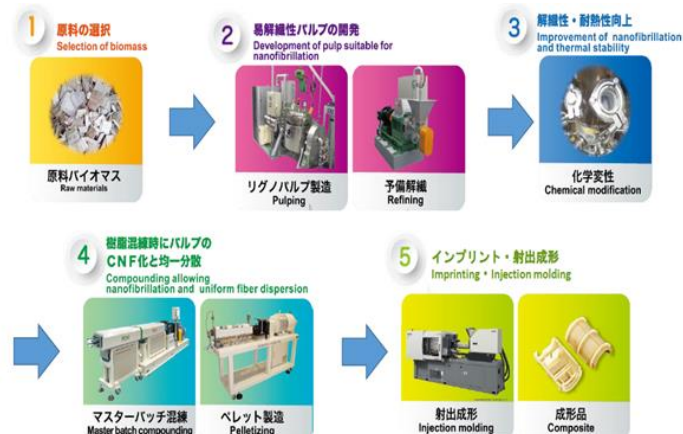 1
原料の選択
Selection of biomass
原料バイオマス
Raw materials
2
易解繊性パルプの開発
Development of pulp suitable for
nanofibrillation
リグノパルプ製造
Pulping
予備解繊
Refining
3
解繊性・耐熱性向上
Improvement of nanofibrillation
and thermal stability
化学変性
Chemical modification
4
樹脂混練時にパルプの
CNF化と均一分散
Compounding allowing
nanofibrillation and uniform fiber dispersion
マスターバッチ混練
Master batch compounding
ペレット製造
Pelletizing
5
インプリント・射出成形
Imprinting・Injection molding
射出成形
Injection molding
成形品
Composite